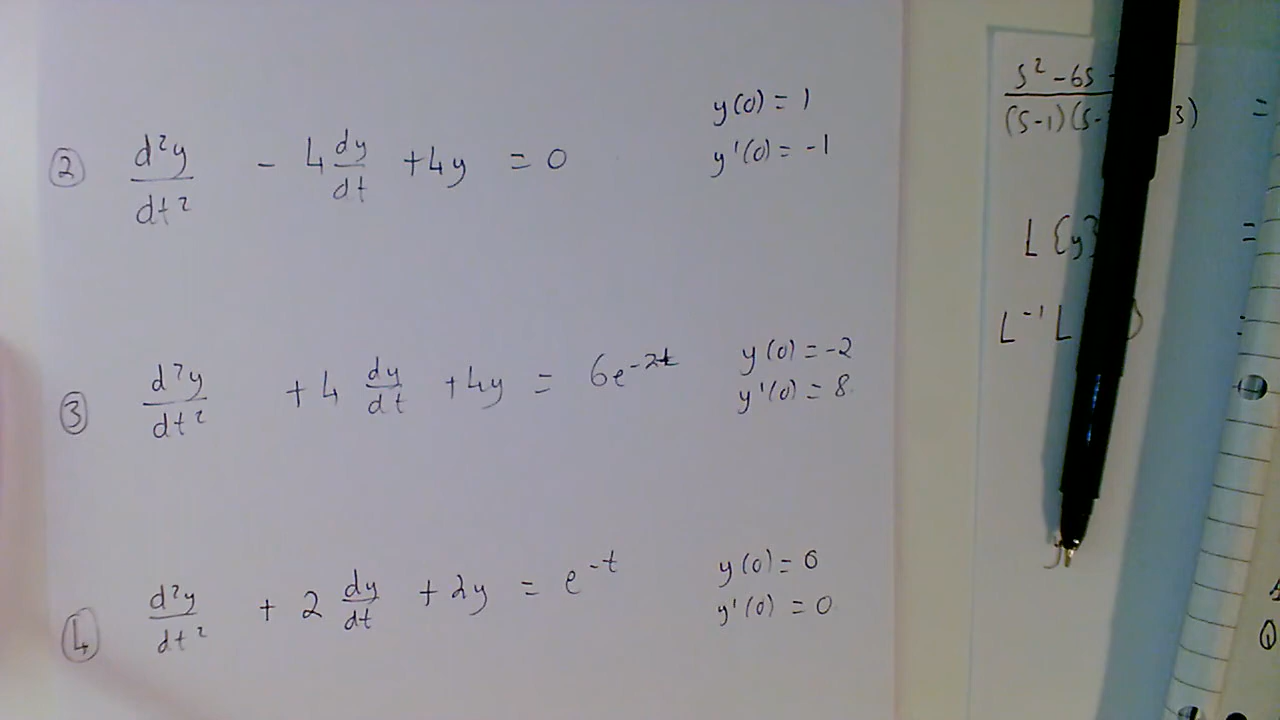 ② d²y/dt² - 4 dy/dt + 4y = 0
y(0) = 1
y'(0) = -1
③ d²y/dt² + 4 dy/dt + 4y = 6e^-2t
y(0) = -2
y'(0) = 8
④ d²y/dt² + 2 dy/dt + 2y = e^-t
y(0) = 0
y'(0) = 0
s² - 6s
(s-1)(s- 3) =
L{y} =
L⁻¹ L
Q